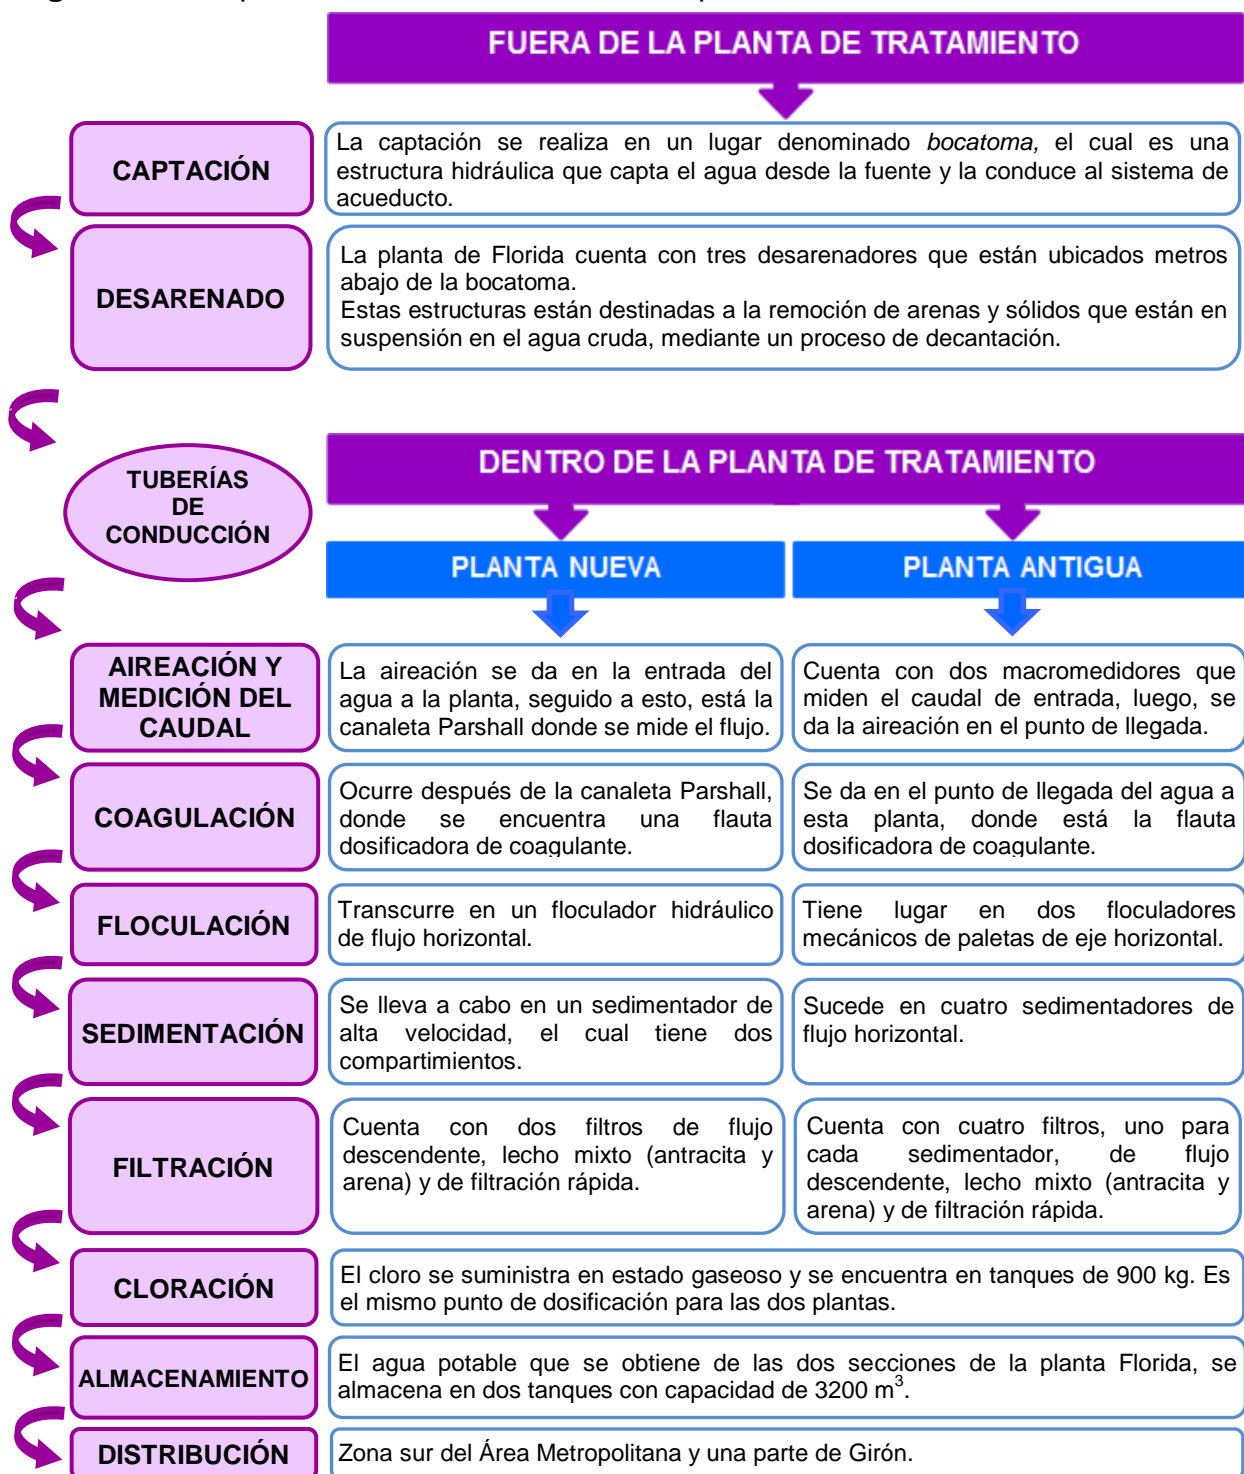 FUERA DE LA PLANTA DE TRATAMIENTO
CAPTACIÓN
La captación se realiza en un lugar denominado bocatoma, el cual es una
estructura hidráulica que capta el agua desde la fuente y la conduce al sistema de
acueducto.
DESARENADO
La planta de Florida cuenta con tres desarenadores que están ubicados metros
abajo de la bocatoma.
Estas estructuras están destinadas a la remoción de arenas y sólidos que están en
suspensión en el agua cruda, mediante un proceso de decantación.
TUBERÍAS
DE
CONDUCCIÓN
DENTRO DE LA PLANTA DE TRATAMIENTO
PLANTA NUEVA
PLANTA ANTIGUA
AIREACIÓN Y
MEDICIÓN DEL
CAUDAL
La aireación se da en la entrada del
agua a la planta, seguido a esto, está la
canaleta Parshall donde se mide el flujo.
Cuenta con dos macromedidores que
miden el caudal de entrada, luego, se
da la aireación en el punto de llegada.
COAGULACIÓN
Ocurre después de la canaleta Parshall,
donde se encuentra una flauta
dosificadora de coagulante.
Se da en el punto de llegada del agua a
esta planta, donde está la flauta
dosificadora de coagulante.
FLOCULACIÓN
Transcurre en un floculador hidráulico
de flujo horizontal.
Tiene lugar en dos floculadores
mecánicos de paletas de eje horizontal.
SEDIMENTACIÓN
Se lleva a cabo en un sedimentador de
alta velocidad, el cual tiene dos
compartimientos.
Sucede en cuatro sedimentadores de
flujo horizontal.
FILTRACIÓN
Cuenta con dos filtros de flujo
descendente, lecho mixto (antracita y
arena) y de filtración rápida.
Cuenta con cuatro filtros, uno para
cada sedimentador, de flujo
descendente, lecho mixto (antracita y
arena) y de filtración rápida.
CLORACIÓN
El cloro se suministra en estado gaseoso y se encuentra en tanques de 900 kg. Es
el mismo punto de dosificación para las dos plantas.
ALMACENAMIENTO
El agua potable que se obtiene de las dos secciones de la planta Florida, se
almacena en dos tanques con capacidad de 3200 m³.
DISTRIBUCIÓN
Zona sur del Área Metropolitana y una parte de Girón.